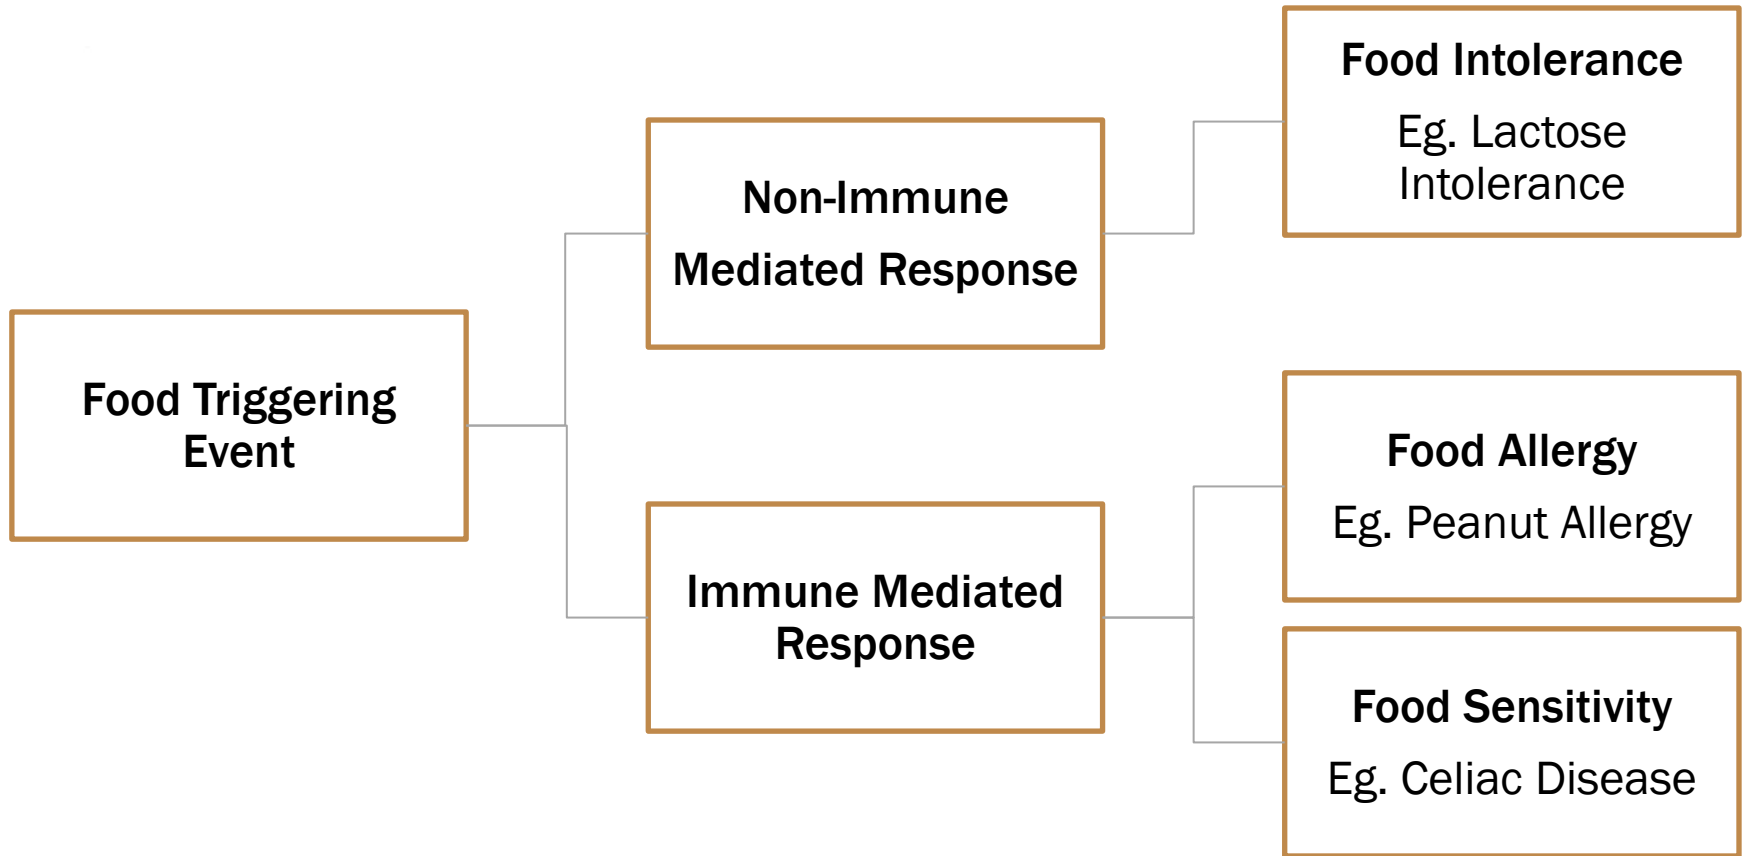 Food Triggering
Event
Non-Immune
Mediated Response
Immune Mediated
Response
Food Intolerance
Eg. Lactose
Intolerance
Food Allergy
Eg. Peanut Allergy
Food Sensitivity
Eg. Celiac Disease